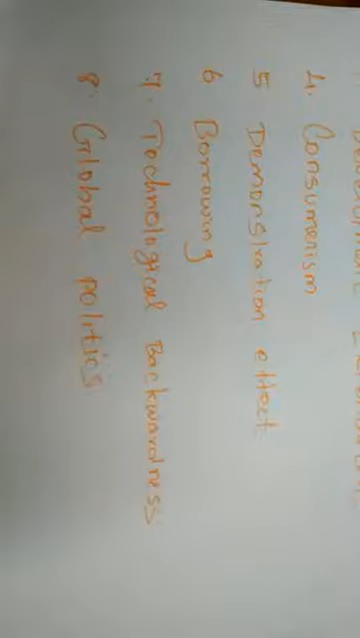 4. Consumerism
5 Demonstration effect
6 Borrowing
7. Technological Backwardness
8. Global politics